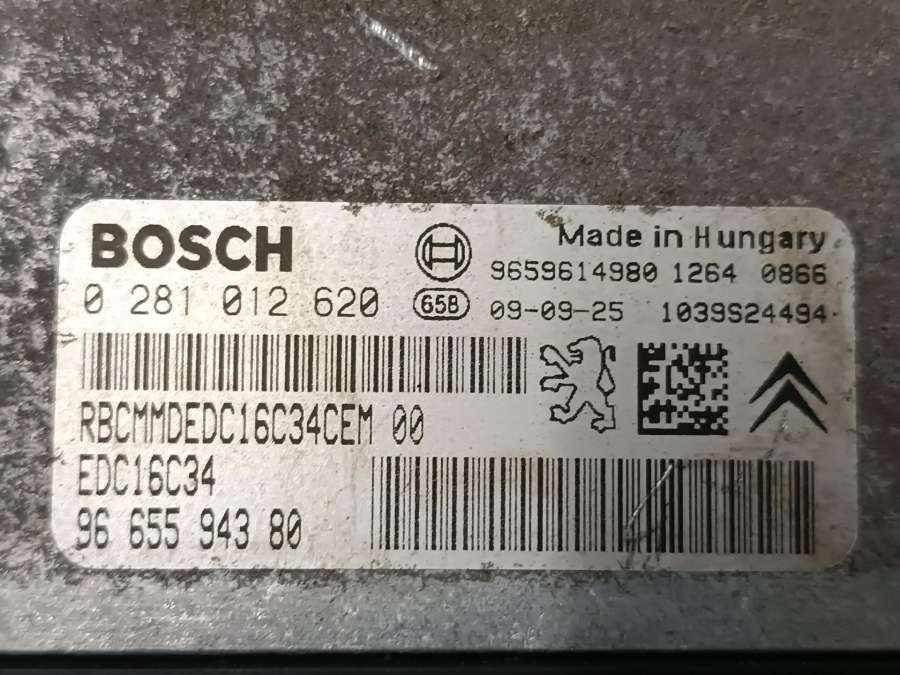 BOSCH
Made in Hungary
9659614980 1264 0866
0 281 012 620
65B
09-09-25 1039S24494
RBCMMDEDC16C34CEM 00
EDC16C34
96 655 943 80